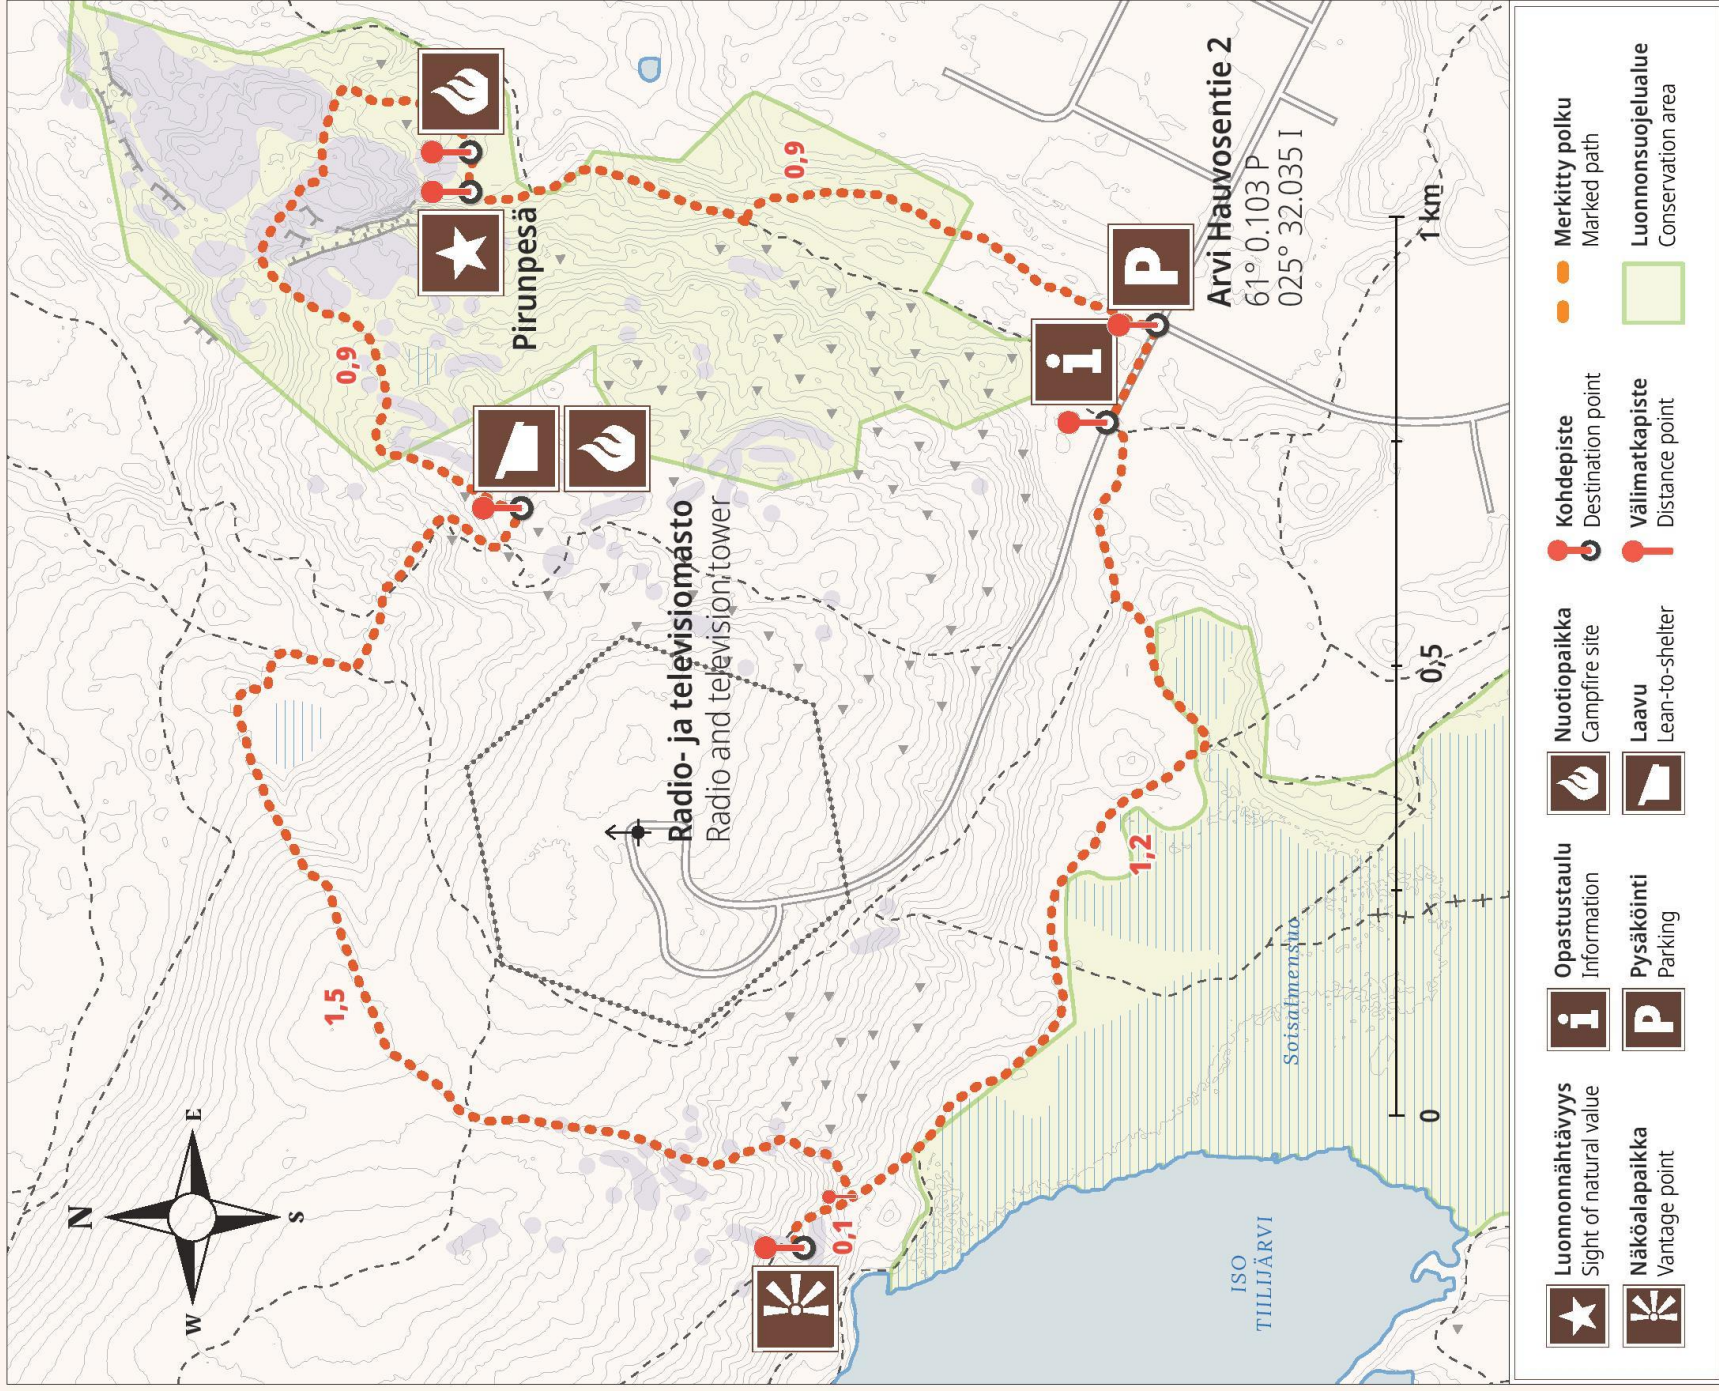 N
E
S
W
0,9
0,9
1,5
0,1
1,2
Pirunpesä
Radio- ja televisiomasto
Radio and television tower
P
i
Arvi Hauvosentie 2
61° 0.103 P
025° 32.035 I
Soisalmensuo
ISO
TIILIJÄRVI
0
0,5
1 km
Luonnonnähtävyys
Sight of natural value
Näköalapaikka
Vantage point
i
Opastustaulu
Information
P
Pysäköinti
Parking
Nuotiopaikka
Campfire site
Laavu
Lean-to-shelter
Kohdepiste
Destination point
Välimatkapiste
Distance point
Merkitty polku
Marked path
Luonnonsuojelualue
Conservation area